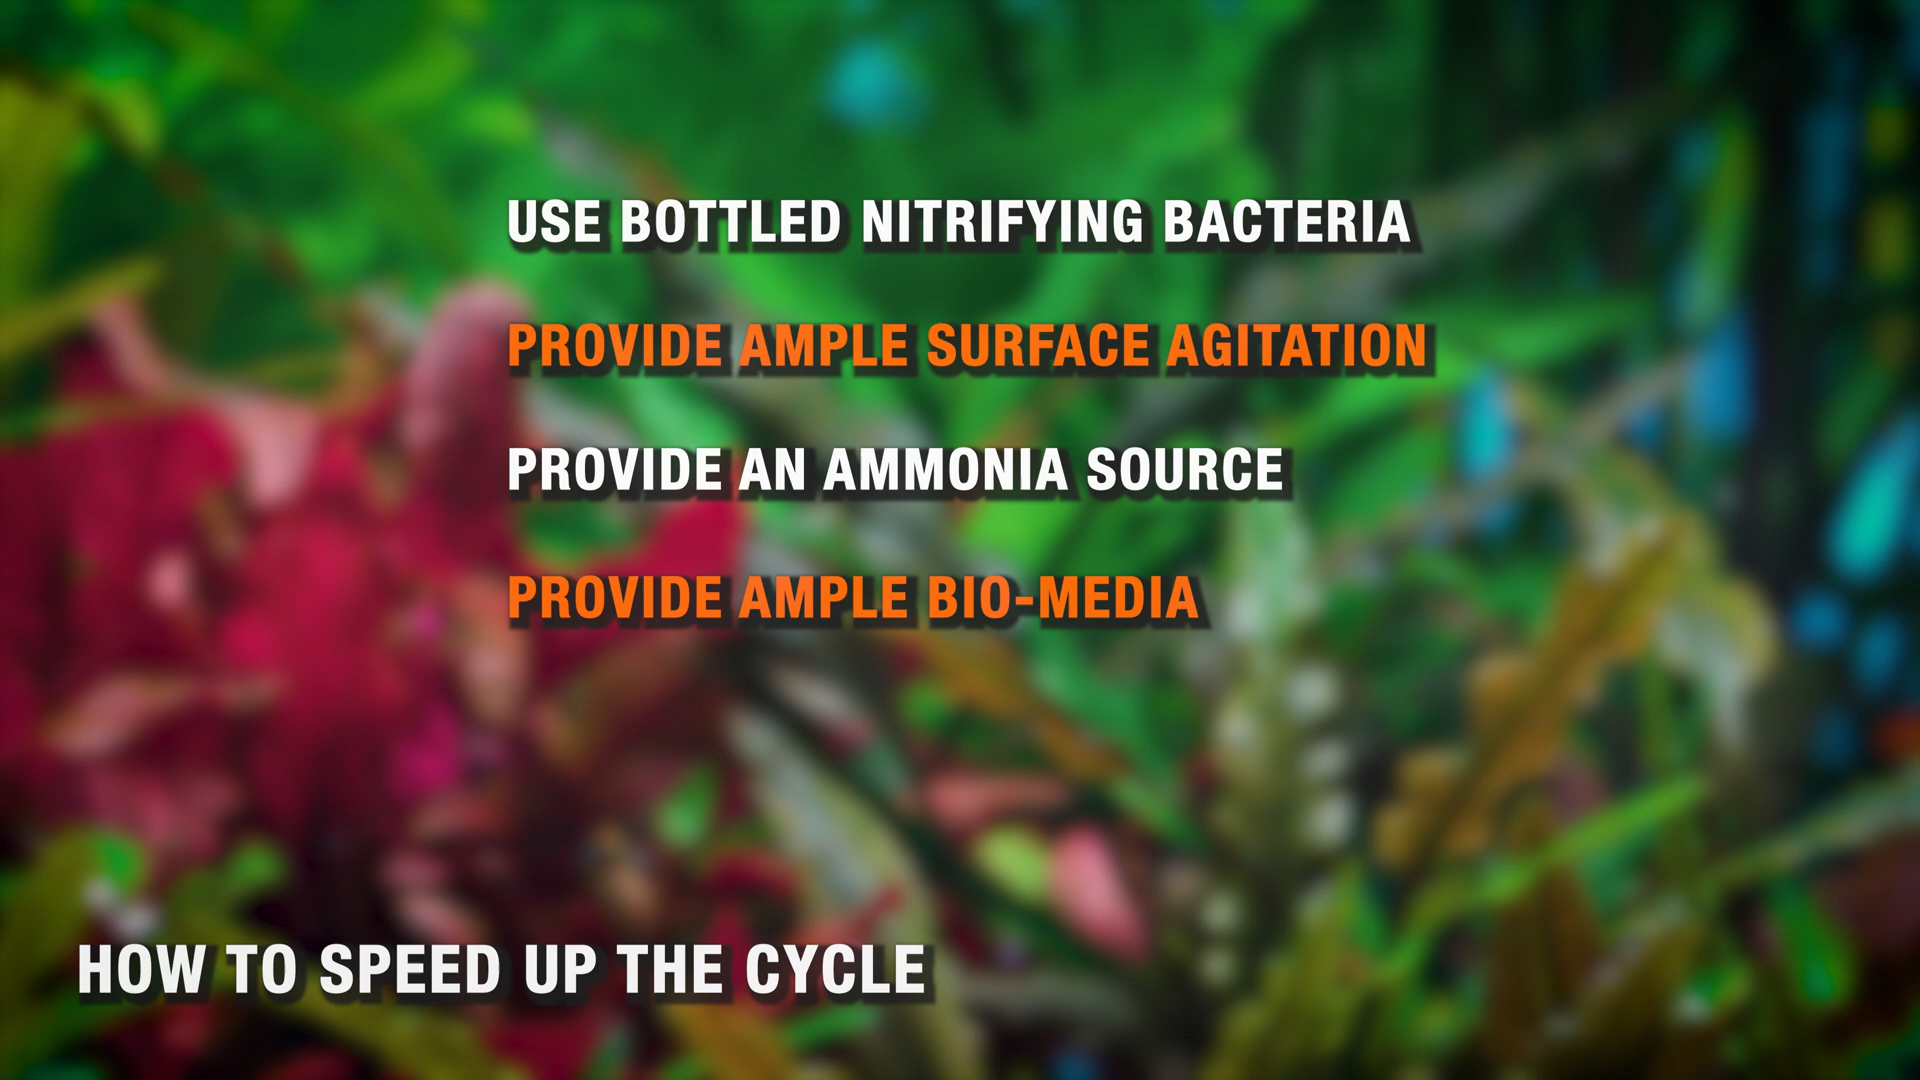 USE BOTTLED NITRIFYING BACTERIA
PROVIDE AMPLE SURFACE AGITATION
PROVIDE AN AMMONIA SOURCE
PROVIDE AMPLE BIO-MEDIA
HOW TO SPEED UP THE CYCLE